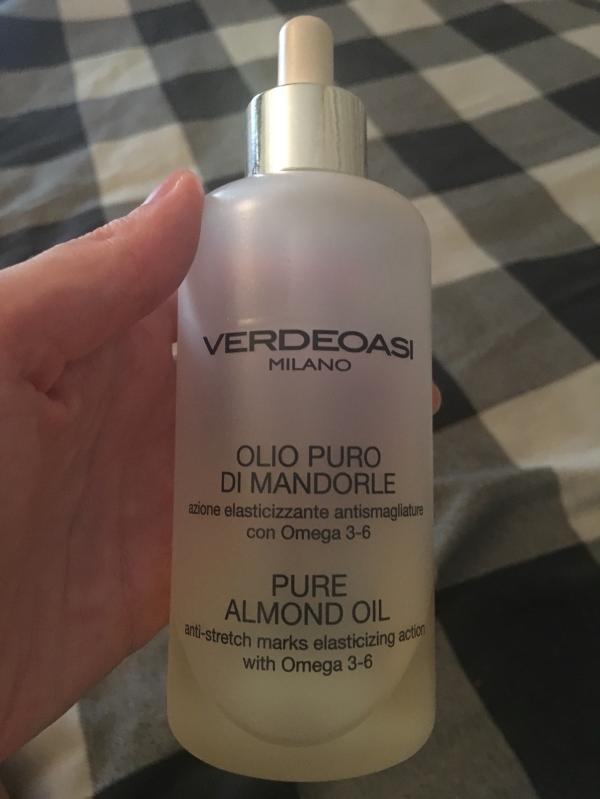 VERDEOASI
MILANO
OLIO PURO
DI MANDORLE
azione elasticizzante antismagliature
con Omega 3-6
PURE
ALMOND OIL
anti-stretch marks elasticizing action
with Omega 3-6